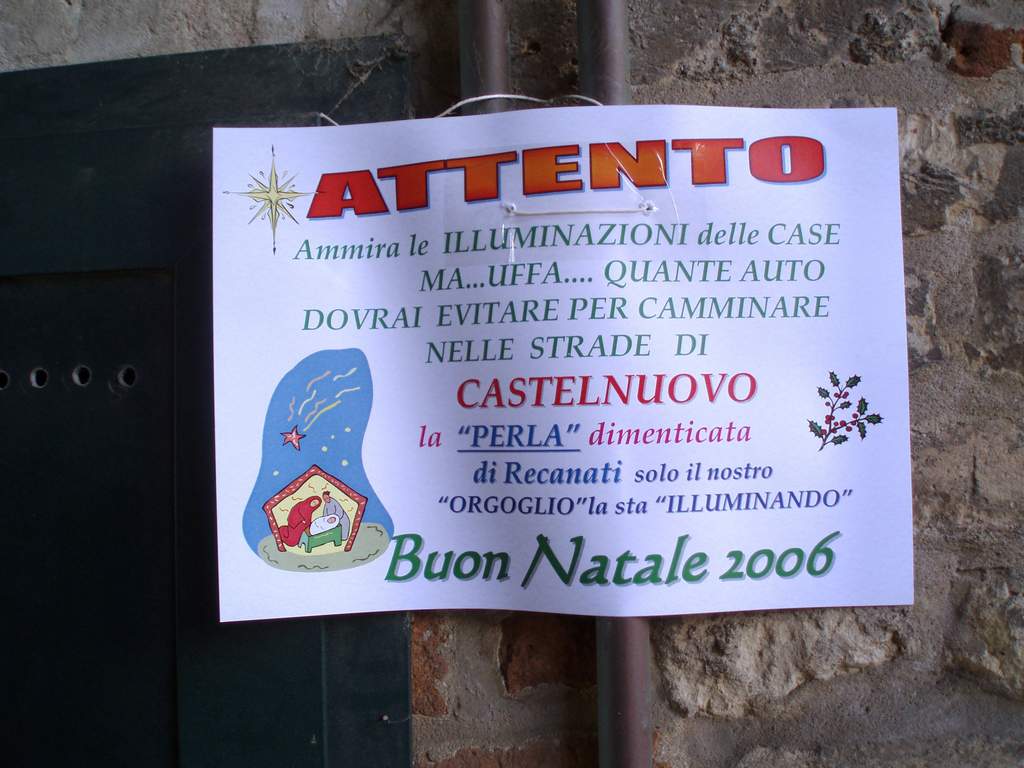 ATTENTO
Ammira le ILLUMINAZIONI delle CASE
MA...UFFA.... QUANTE AUTO
DOVRAI EVITARE PER CAMMINARE
NELLE STRADE DI
CASTELNUOVO
la "PERLA" dimenticata
di Recanati solo il nostro
"ORGOGLIO"la sta "ILLUMINANDO"
Buon Natale 2006